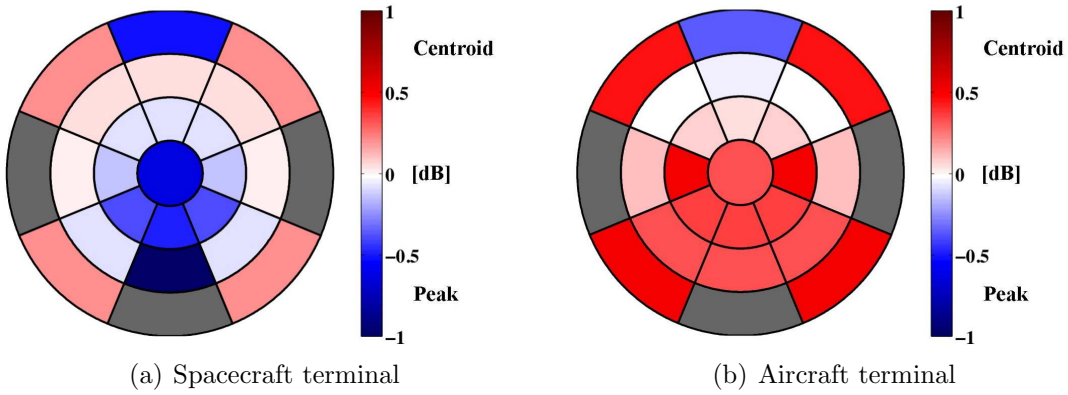 1
Centroid
0.5
0
[dB]
−0.5
Peak
−1
(a) Spacecraft terminal
1
Centroid
0.5
0
[dB]
−0.5
Peak
−1
(b) Aircraft terminal